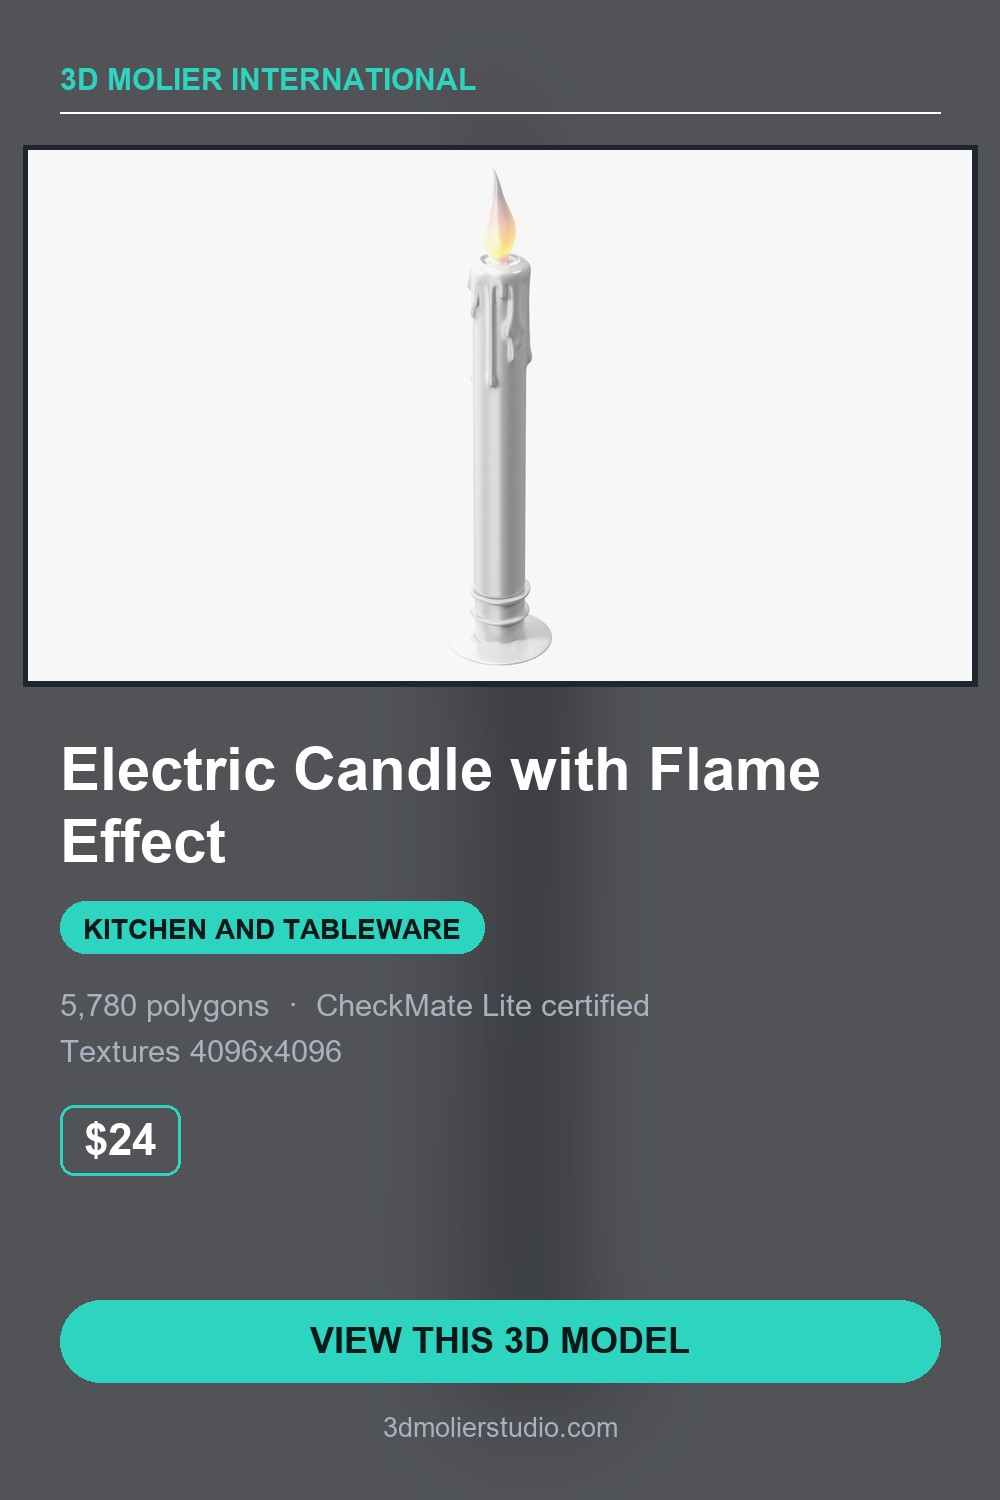 3D MOLIER INTERNATIONAL
Electric Candle with Flame
Effect
KITCHEN AND TABLEWARE
5,780 polygons · CheckMate Lite certified
Textures 4096x4096
$24
VIEW THIS 3D MODEL
3dmolierstudio.com